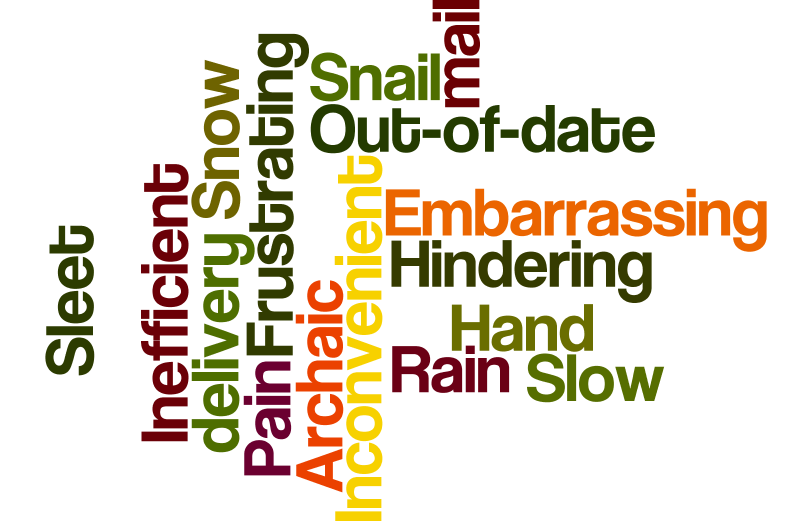 Sleet
Inefficient
delivery
Snow
Pain
Frustrating
Archaic
Inconvenient
Snail
mail
Out-of-date
Embarrassing
Hindering
Hand
Rain
Slow